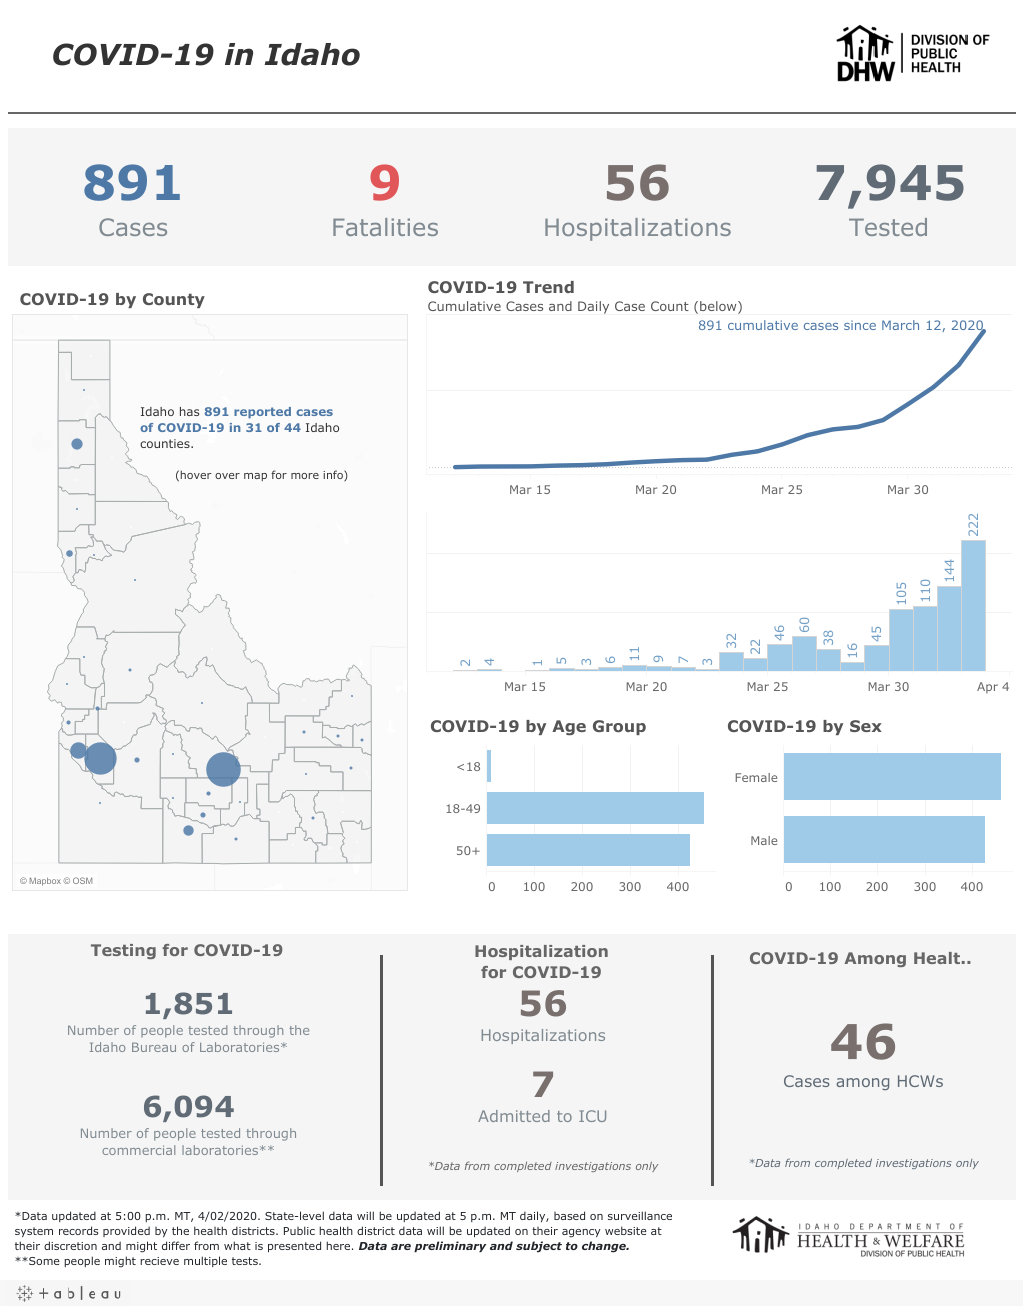 COVID-19 in Idaho
DHW
DIVISION OF
PUBLIC
HEALTH
891
Cases
9
Fatalities
56
Hospitalizations
7,945
Tested
COVID-19 by County
Idaho has 891 reported cases
of COVID-19 in 31 of 44 Idaho
counties.
(hover over map for more info)
© Mapbox © OSM
COVID-19 Trend
Cumulative Cases and Daily Case Count (below)
891 cumulative cases since March 12, 2020
Mar 15 Mar 20 Mar 25 Mar 30
2 4 1 5 3 6 11 9 7 3 32 22 46 60 38 16 45 105 110 144 222
Mar 15 Mar 20 Mar 25 Mar 30 Apr 4
COVID-19 by Age Group
<18
18-49
50+
0 100 200 300 400
COVID-19 by Sex
Female
Male
0 100 200 300 400
Testing for COVID-19
1,851
Number of people tested through the
Idaho Bureau of Laboratories*
6,094
Number of people tested through
commercial laboratories**
Hospitalization
for COVID-19
56
Hospitalizations
7
Admitted to ICU
*Data from completed investigations only
COVID-19 Among Healt..
46
Cases among HCWs
*Data from completed investigations only
*Data updated at 5:00 p.m. MT, 4/02/2020. State-level data will be updated at 5 p.m. MT daily, based on surveillance
system records provided by the health districts. Public health district data will be updated on their agency website at
their discretion and might differ from what is presented here. Data are preliminary and subject to change.
**Some people might recieve multiple tests.
IDAHO DEPARTMENT OF
HEALTH & WELFARE
DIVISION OF PUBLIC HEALTH
+ableau